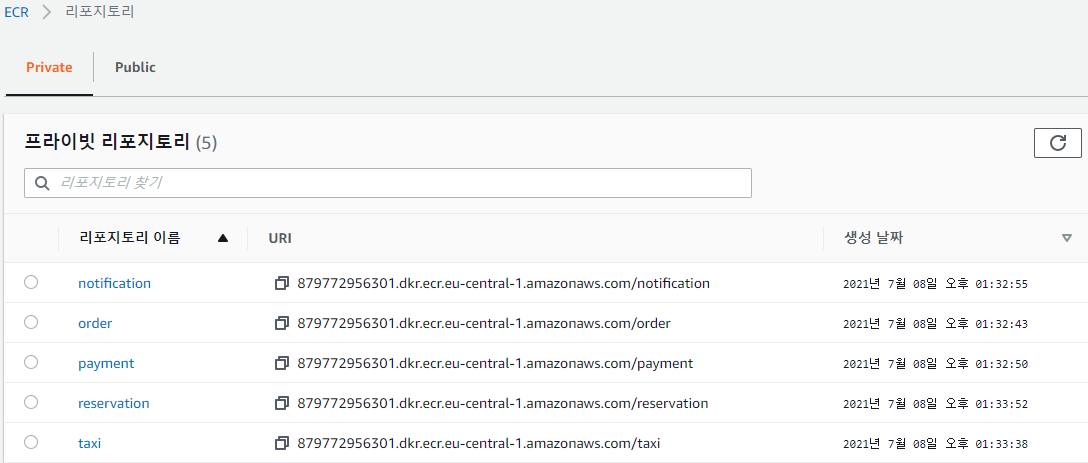 ECR > 리포지토리
Private Public
프라이빗 리포지토리 (5)
리포지토리 찾기
리포지토리 이름 URI 생성 날짜
notification 879772956301.dkr.ecr.eu-central-1.amazonaws.com/notification 2021년 7월 08일 오후 01:32:55
order 879772956301.dkr.ecr.eu-central-1.amazonaws.com/order 2021년 7월 08일 오후 01:32:43
payment 879772956301.dkr.ecr.eu-central-1.amazonaws.com/payment 2021년 7월 08일 오후 01:32:50
reservation 879772956301.dkr.ecr.eu-central-1.amazonaws.com/reservation 2021년 7월 08일 오후 01:33:52
taxi 879772956301.dkr.ecr.eu-central-1.amazonaws.com/taxi 2021년 7월 08일 오후 01:33:38